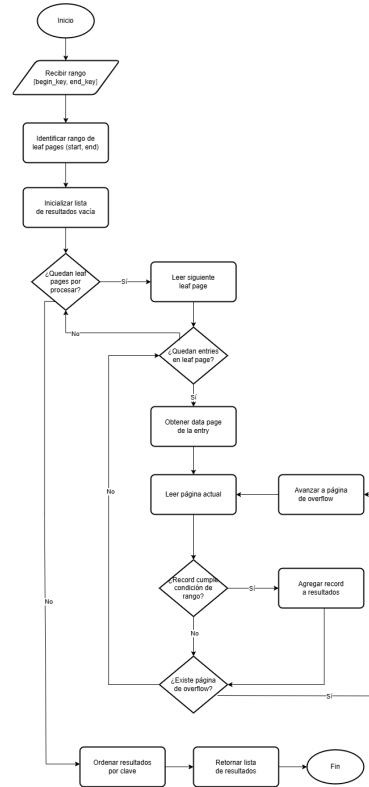 Inicio
Recibir rango
[begin_key, end_key]
Identificar rango de
leaf pages (start, end)
Inicializar lista
de resultados vacía
¿Quedan leaf
pages por
procesar?
Sí
Leer siguiente
leaf page
No
¿Quedan entries
en leaf page?
Sí
Obtener data page
de la entry
No
Leer página actual
Avanzar a página
de overflow
¿Record cumple
condición de
rango?
Sí
Agregar record
a resultados
No
No
¿Existe página
de overflow?
Sí
Ordenar resultados
por clave
Retornar lista
de resultados
Fin